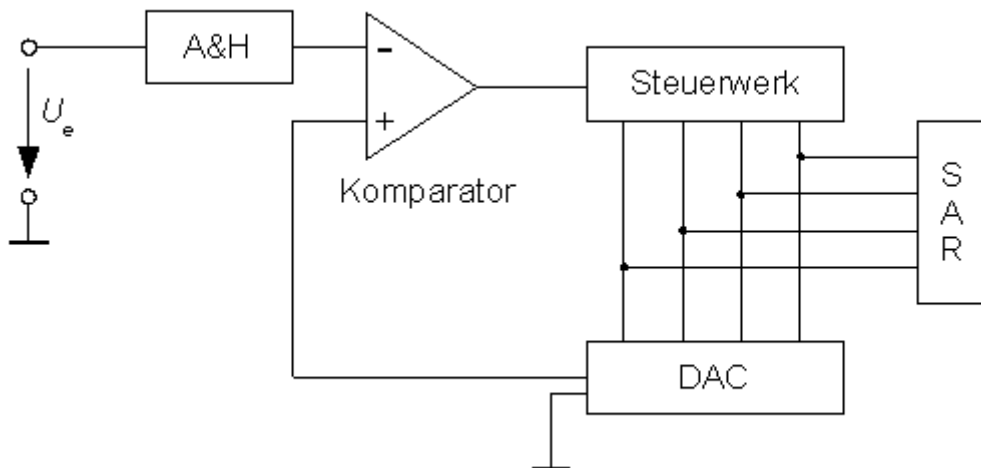 A&H
-
+
Steuerwerk
Ue
Komparator
S
A
R
DAC